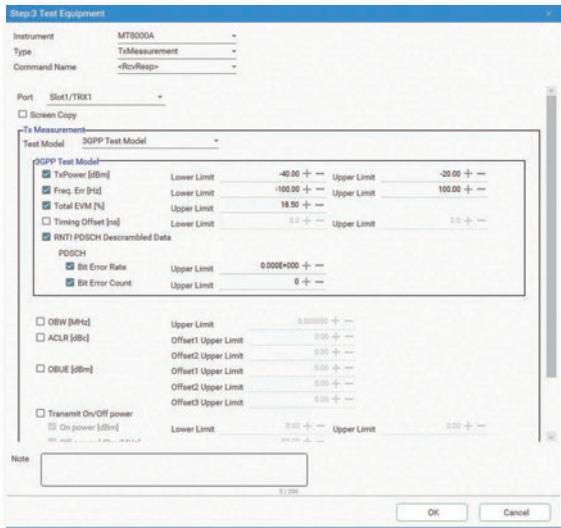 Step:3 Test Equipment
Instrument MT8000A
Type TxMeasurement
Command Name <RcvResp>
Port Slot1/TRX1
Screen Copy
Tx Measurement
Test Model 3GPP Test Model
3GPP Test Model
TxPower [dBm] Lower Limit -40.00 + − Upper Limit -20.00 + −
Freq. Err [Hz] Lower Limit -100.00 + − Upper Limit 100.00 + −
Total EVM [%] Upper Limit 18.50 + −
Timing Offset [ns] Lower Limit 0.0 + − Upper Limit 0.0 + −
RNTI PDSCH Descrambled Data
PDSCH
Bit Error Rate Upper Limit 0.000E+000 + −
Bit Error Count Upper Limit 0 + −
OBW [MHz] Upper Limit 0.000000 + −
ACLR [dBc] Offset1 Upper Limit 0.00 + −
Offset2 Upper Limit 0.00 + −
OBUE [dBm] Offset1 Upper Limit 0.00 + −
Offset2 Upper Limit 0.00 + −
Offset3 Upper Limit 0.00 + −
Transmit On/Off power
On power [dBm] Lower Limit 0.00 + − Upper Limit 0.00 + −
Note
0 / 200
OK Cancel